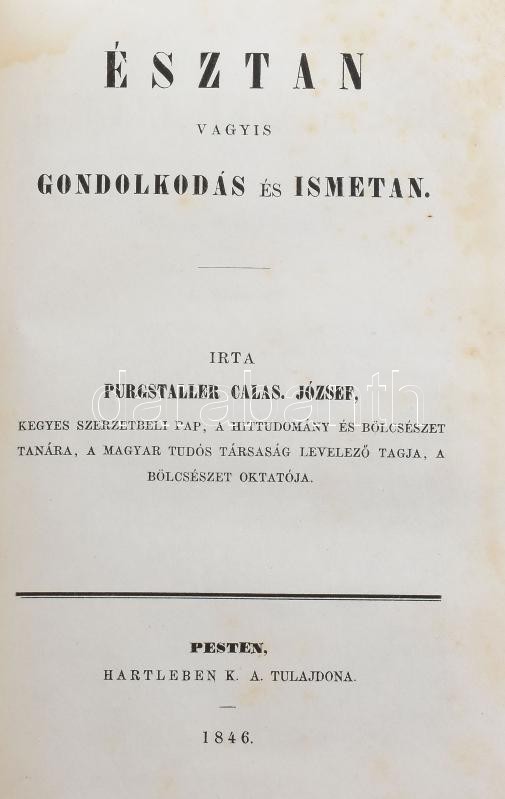 ÉSZTAN
VAGYIS
GONDOLKODÁS ÉS ISMETAN.
IRTA
PURGSTALLER CALAS. JÓZSEF,
KEGYES SZERZETBELI PAP, A HITTUDOMÁNY ÉS BÖLCSÉSZET
TANÁRA, A MAGYAR TUDÓS TÁRSASÁG LEVELEZŐ TAGJA, A
BÖLCSÉSZET OKTATÓJA.
PESTEN,
HARTLEBEN K. A. TULAJDONA.
1846.
darabanth